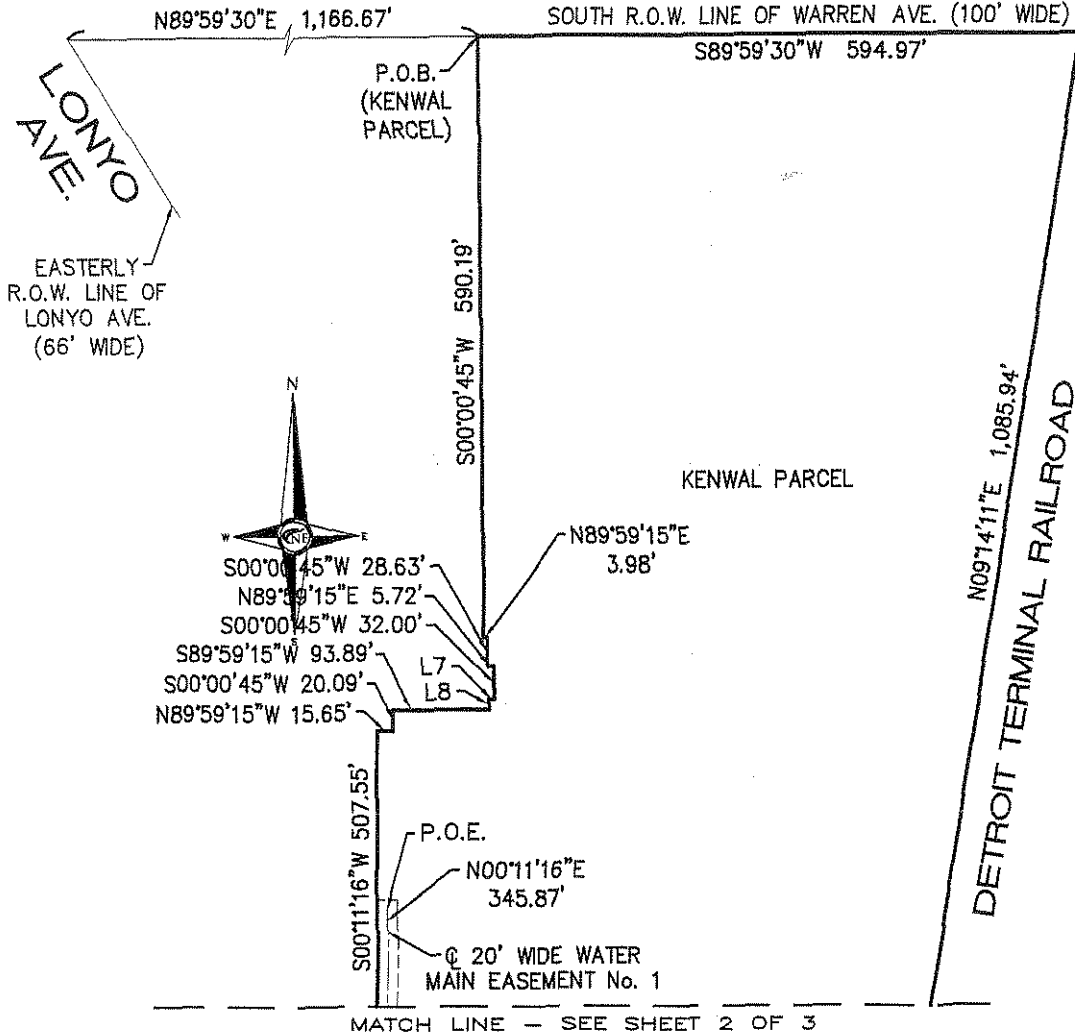 N89°59'30"E 1,166.67'
SOUTH R.O.W. LINE OF WARREN AVE. (100' WIDE)
S89°59'30"W 594.97'
P.O.B.
(KENWAL
PARCEL)
LONYO
AVE.
EASTERLY
R.O.W. LINE OF
LONYO AVE.
(66' WIDE)
S00°00'45"W 590.19'
N
W
E
S
KENWAL PARCEL
N09°14'11"E 1,085.94'
DETROIT TERMINAL RAILROAD
N89°59'15"E
3.98'
S00°00'45"W 28.63'
N89°59'15"E 5.72'
S00°00'45"W 32.00'
S89°59'15"W 93.89'
L7
L8
S00°00'45"W 20.09'
N89°59'15"W 15.65'
S00°11'16"W 507.55'
P.O.E.
N00°11'16"E
345.87'
℄ 20' WIDE WATER
MAIN EASEMENT No. 1
MATCH LINE – SEE SHEET 2 OF 3